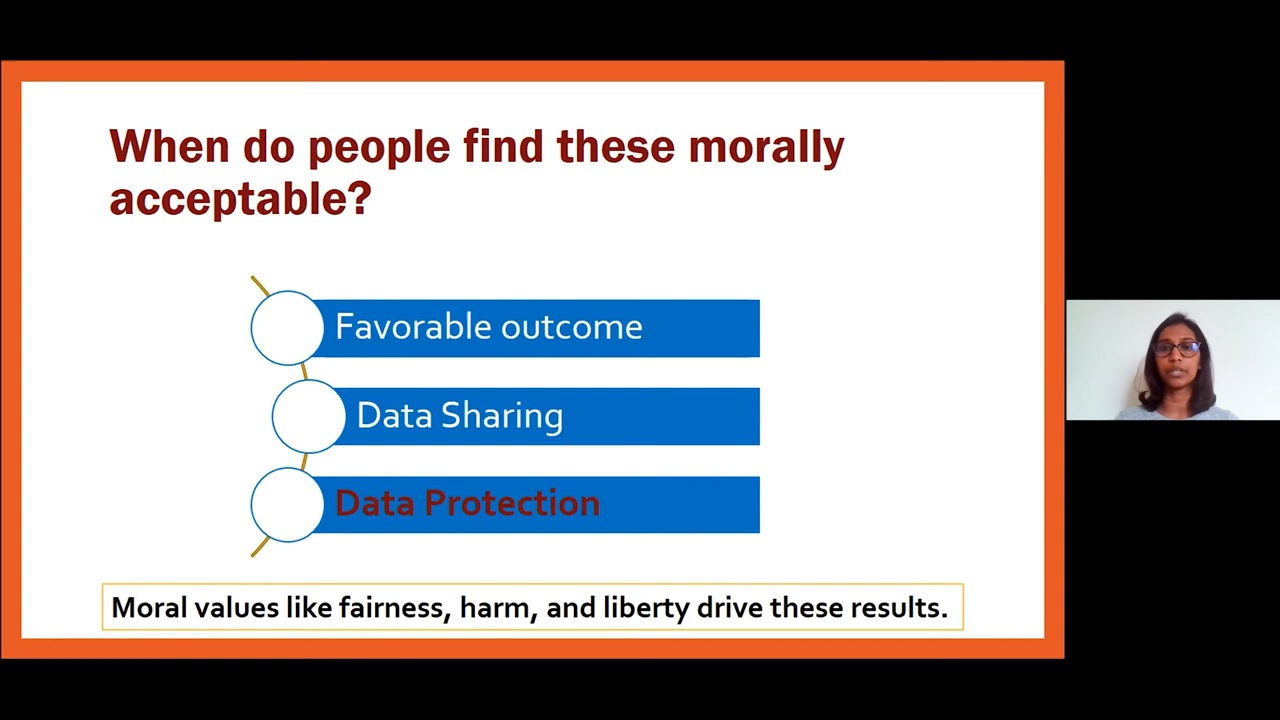 When do people find these morally
acceptable?
Favorable outcome
Data Sharing
Data Protection
Moral values like fairness, harm, and liberty drive these results.